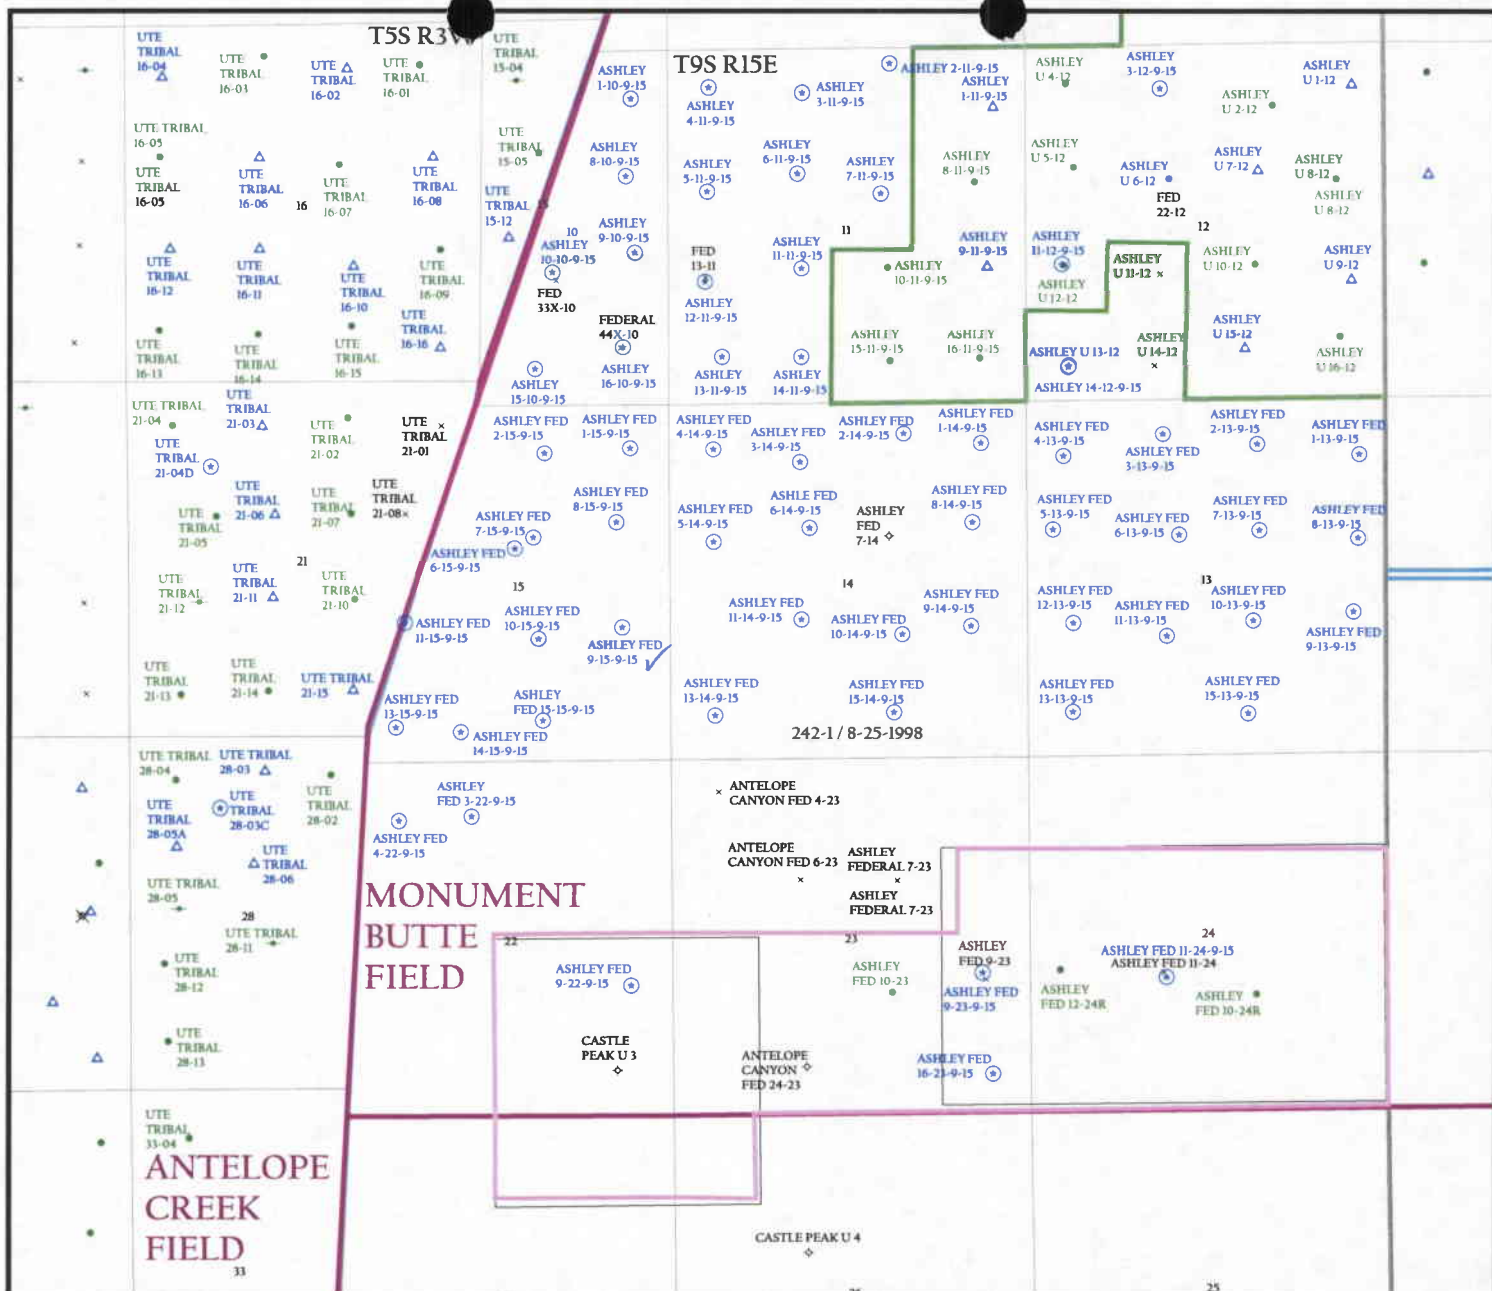 T5S R3W
T9S R15E
UTE
TRIBAL
16-04
UTE
TRIBAL
16-03
UTE
TRIBAL
16-02
UTE
TRIBAL
16-01
UTE
TRIBAL
15-04
ASHLEY
1-10-9-15
ASHLEY
4-11-9-15
ASHLEY
3-11-9-15
ASHLEY 2-11-9-15
ASHLEY
1-11-9-15
ASHLEY
U 4-12
ASHLEY
3-12-9-15
ASHLEY
U 2-12
ASHLEY
U 1-12
UTE TRIBAL
16-05
UTE
TRIBAL
16-05
UTE
TRIBAL
16-06
16
UTE
TRIBAL
16-07
UTE
TRIBAL
16-08
UTE
TRIBAL
15-05
UTE
TRIBAL
15-12
15
ASHLEY
8-10-9-15
ASHLEY
5-11-9-15
ASHLEY
6-11-9-15
ASHLEY
7-11-9-15
ASHLEY
8-11-9-15
ASHLEY
U 5-12
ASHLEY
U 6-12
FED
22-12
ASHLEY
U 7-12
ASHLEY
U 8-12
ASHLEY
U 8-12
12
UTE
TRIBAL
16-12
UTE
TRIBAL
16-11
UTE
TRIBAL
16-10
UTE
TRIBAL
16-09
10
ASHLEY
10-10-9-15
ASHLEY
9-10-9-15
FED
33X-10
FED
13-11
ASHLEY
12-11-9-15
ASHLEY
11-11-9-15
11
ASHLEY
10-11-9-15
ASHLEY
9-11-9-15
ASHLEY
11-12-9-15
ASHLEY
U 12-12
ASHLEY
U 11-12
ASHLEY
U 10-12
ASHLEY
U 9-12
UTE
TRIBAL
16-13
UTE
TRIBAL
16-14
UTE
TRIBAL
16-15
UTE
TRIBAL
16-16
FEDERAL
44X-10
ASHLEY
15-10-9-15
ASHLEY
16-10-9-15
ASHLEY
13-11-9-15
ASHLEY
14-11-9-15
ASHLEY
15-11-9-15
ASHLEY
16-11-9-15
ASHLEY U 13-12
ASHLEY 14-12-9-15
ASHLEY
U 14-12
ASHLEY
U 15-12
ASHLEY
U 16-12
UTE TRIBAL
21-04
UTE
TRIBAL
21-03
UTE
TRIBAL
21-02
UTE
TRIBAL
21-01
UTE
TRIBAL
21-04D
ASHLEY FED
2-15-9-15
ASHLEY FED
1-15-9-15
ASHLEY FED
4-14-9-15
ASHLEY FED
3-14-9-15
ASHLEY FED
2-14-9-15
ASHLEY FED
1-14-9-15
ASHLEY FED
4-13-9-15
ASHLEY FED
3-13-9-15
ASHLEY FED
2-13-9-15
ASHLEY FED
1-13-9-15
UTE
TRIBAL
21-05
UTE
TRIBAL
21-06
UTE
TRIBAL
21-07
UTE
TRIBAL
21-08
ASHLEY FED
7-15-9-15
ASHLEY FED
8-15-9-15
ASHLEY FED
6-15-9-15
ASHLEY FED
5-14-9-15
ASHLE FED
6-14-9-15
ASHLEY
FED
7-14
ASHLEY FED
8-14-9-15
ASHLEY FED
5-13-9-15
ASHLEY FED
6-13-9-15
ASHLEY FED
7-13-9-15
ASHLEY FED
8-13-9-15
21
15
14
13
UTE
TRIBAL
21-12
UTE
TRIBAL
21-11
UTE
TRIBAL
21-10
ASHLEY FED
11-15-9-15
ASHLEY FED
10-15-9-15
ASHLEY FED
9-15-9-15
ASHLEY FED
11-14-9-15
ASHLEY FED
10-14-9-15
ASHLEY FED
9-14-9-15
ASHLEY FED
12-13-9-15
ASHLEY FED
11-13-9-15
ASHLEY FED
10-13-9-15
ASHLEY FED
9-13-9-15
UTE
TRIBAL
21-13
UTE
TRIBAL
21-14
UTE TRIBAL
21-15
ASHLEY FED
13-15-9-15
ASHLEY FED
14-15-9-15
ASHLEY
FED 15-15-9-15
ASHLEY FED
13-14-9-15
ASHLEY FED
15-14-9-15
ASHLEY FED
13-13-9-15
ASHLEY FED
15-13-9-15
242-1 / 8-25-1998
UTE TRIBAL
28-04
UTE TRIBAL
28-03
UTE
TRIBAL
28-05A
UTE
TRIBAL
28-03C
UTE
TRIBAL
28-02
UTE
TRIBAL
28-06
ASHLEY
FED 3-22-9-15
ASHLEY FED
4-22-9-15
ANTELOPE
CANYON FED 4-23
ANTELOPE
CANYON FED 6-23
ASHLEY
FEDERAL 7-23
ASHLEY
FEDERAL 7-23
MONUMENT
BUTTE
FIELD
UTE TRIBAL
28-05
28
UTE TRIBAL
28-11
UTE
TRIBAL
28-12
UTE
TRIBAL
28-13
22
23
24
ASHLEY FED
9-22-9-15
ASHLEY
FED 10-23
ASHLEY
FED 9-23
ASHLEY FED
9-23-9-15
ASHLEY
FED 12-24R
ASHLEY FED 11-24-9-15
ASHLEY FED 11-24
ASHLEY
FED 10-24R
CASTLE
PEAK U 3
ANTELOPE
CANYON
FED 24-23
ASHLEY FED
16-23-9-15
UTE
TRIBAL
33-04
ANTELOPE
CREEK
FIELD
33
CASTLE PEAK U 4
25